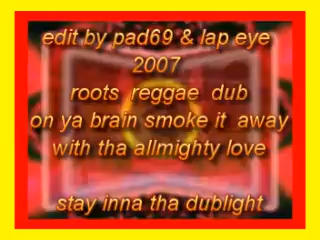 edit by pad69 & lap eye
2007
roots reggae dub
on ya brain smoke it away
with tha allmighty love
stay inna tha dublight